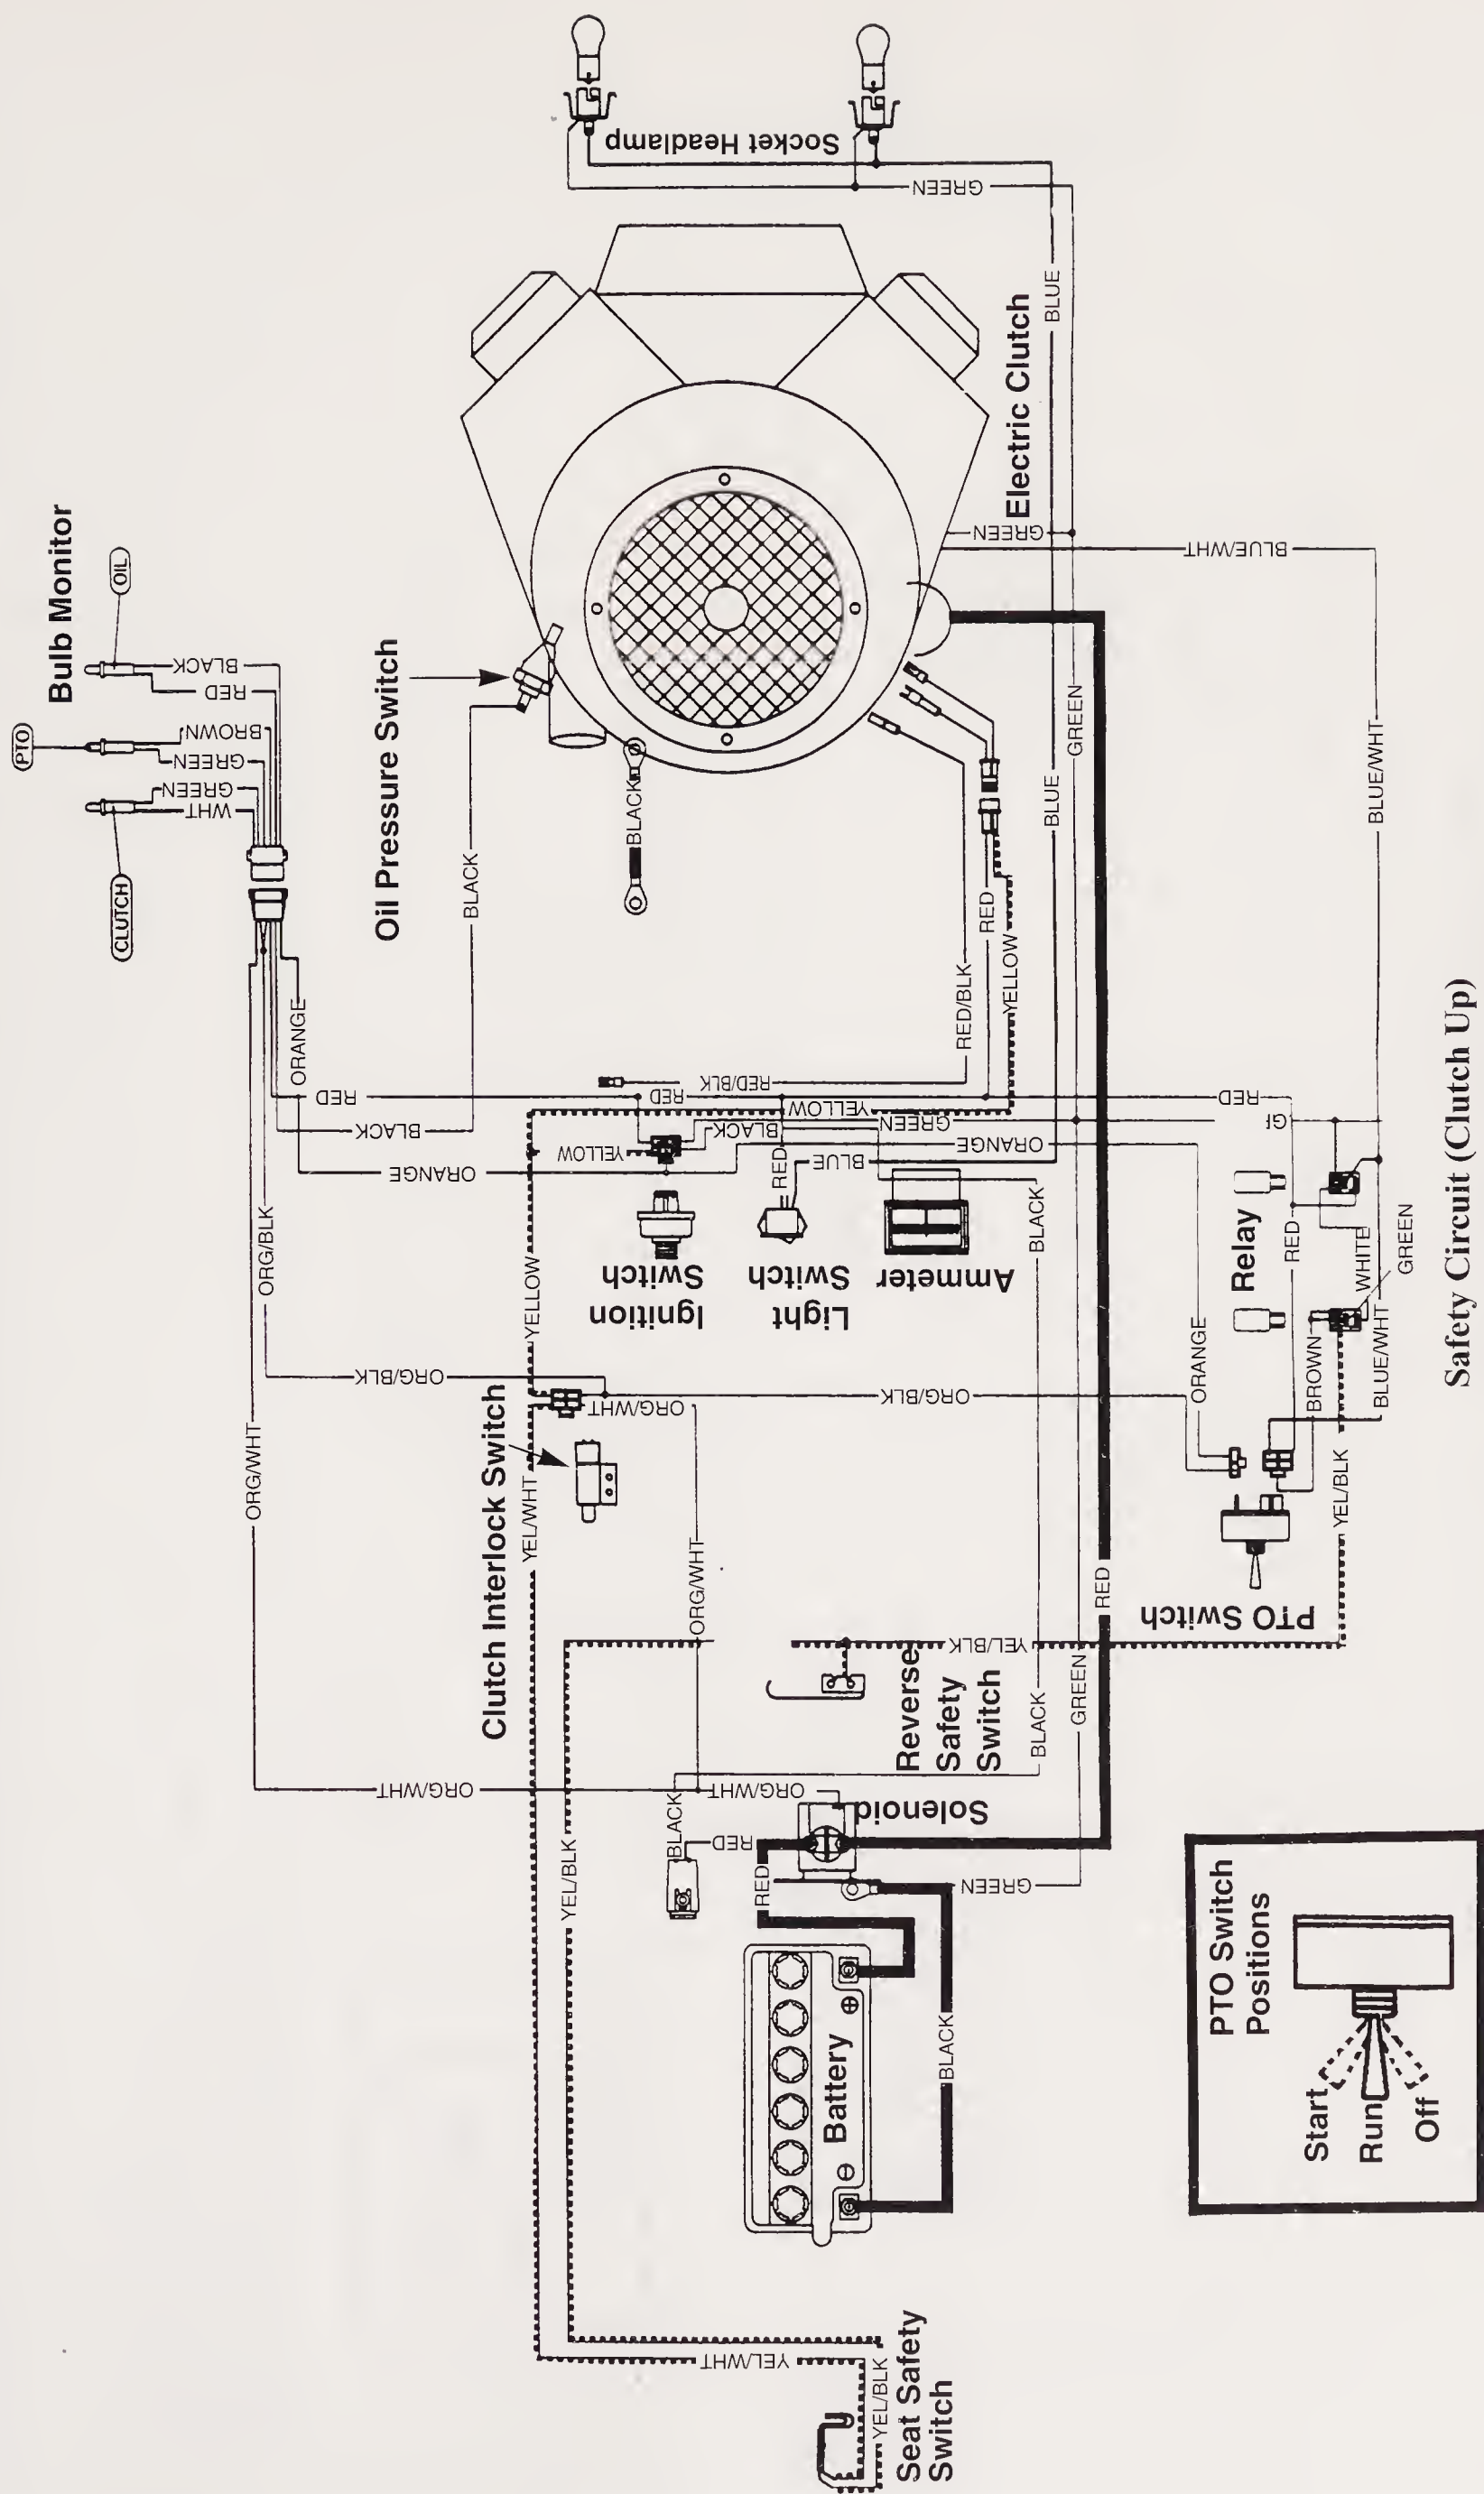 Bulb Monitor
OIL
PTO
CLUTCH
BLACK
RED
BROWN
GREEN
GREEN
WHT
Socket Headlamp
GREEN
BLUE
Electric Clutch
GREEN
BLUE/WHT
Oil Pressure Switch
BLACK
BLACK
ORANGE
RED
BLACK
ORANGE
ORG/BLK
ORG/WHT
RED/BLK
RED
YELLOW
BLUE
GREEN
BLUE/WHT
RED/BLK
RED
YELLOW
GREEN
BLACK
ORANGE
YELLOW
RED
BLUE
RED
Ignition
Switch
Light
Switch
Ammeter
BLACK
YELLOW
ORG/BLK
ORG/WHT
ORG/BLK
Clutch Interlock Switch
YEL/WHT
ORG/WHT
Relay
RED
WHITE
GREEN
ORANGE
BROWN
BLUE/WHT
YEL/BLK
PTO Switch
RED
YEL/BLK
Reverse
Safety
Switch
BLACK
GREEN
ORG/WHT
ORG/WHT
BLACK
RED
RED
Solenoid
GREEN
YEL/BLK
Battery
BLACK
YEL/WHT
YEL/BLK
Seat Safety
Switch
PTO Switch
Positions
Start
Run
Off
Safety Circuit (Clutch Up)